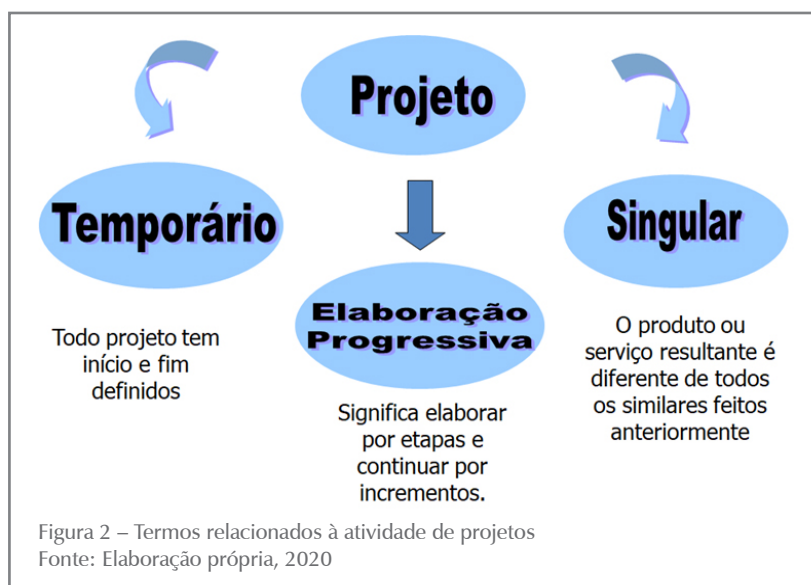 Projeto
Temporário
Todo projeto tem
início e fim
definidos
Elaboração
Progressiva
Significa elaborar
por etapas e
continuar por
incrementos.
Singular
O produto ou
serviço resultante é
diferente de todos
os similares feitos
anteriormente
Figura 2 – Termos relacionados à atividade de projetos
Fonte: Elaboração própria, 2020